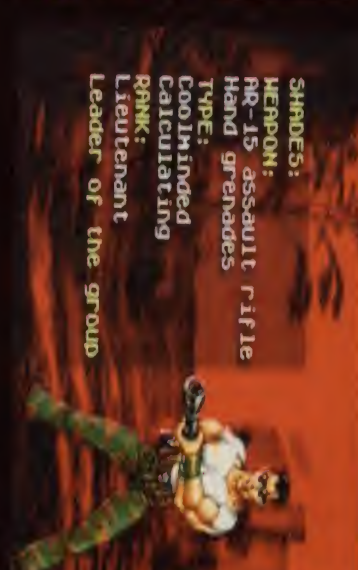 SHADES:
WEAPON:
AR-15 assault rifle
Hand grenades
TYPE:
Coolminded
Calculating
RANK:
Lieutenant
Leader of the group